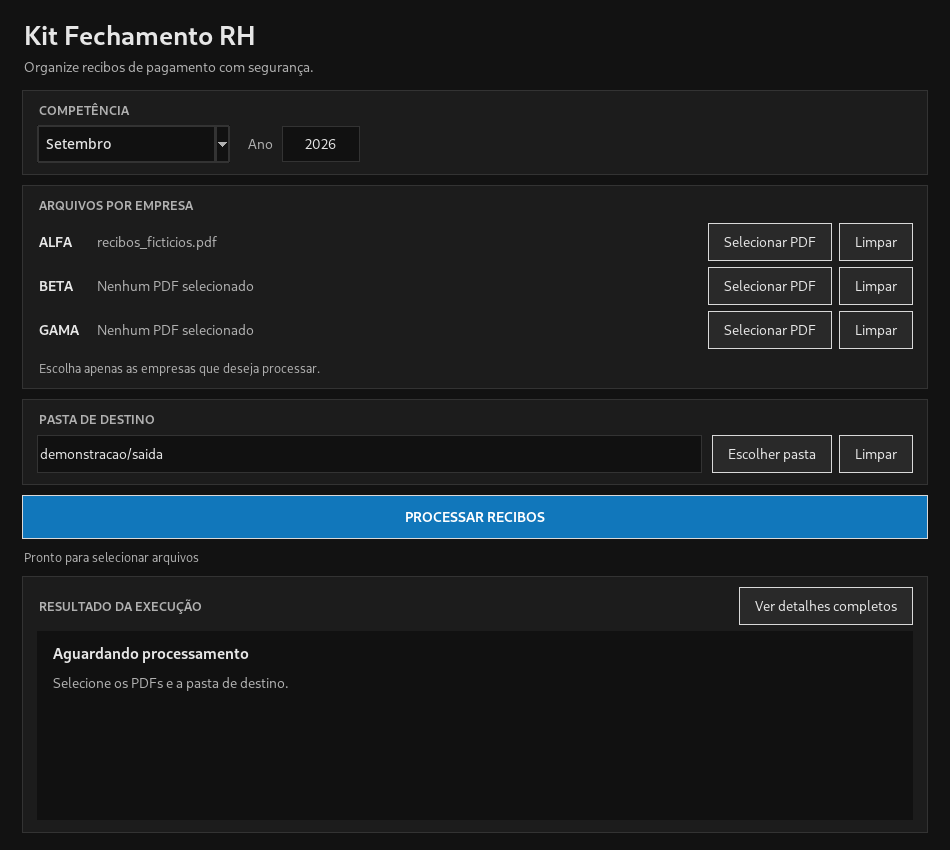 Kit Fechamento RH
Organize recibos de pagamento com segurança.
COMPETÊNCIA
Setembro Ano 2026
ARQUIVOS POR EMPRESA
ALFA recibos_ficticios.pdf Selecionar PDF Limpar
BETA Nenhum PDF selecionado Selecionar PDF Limpar
GAMA Nenhum PDF selecionado Selecionar PDF Limpar
Escolha apenas as empresas que deseja processar.
PASTA DE DESTINO
demonstracao/saida Escolher pasta Limpar
PROCESSAR RECIBOS
Pronto para selecionar arquivos
RESULTADO DA EXECUÇÃO Ver detalhes completos
Aguardando processamento
Selecione os PDFs e a pasta de destino.